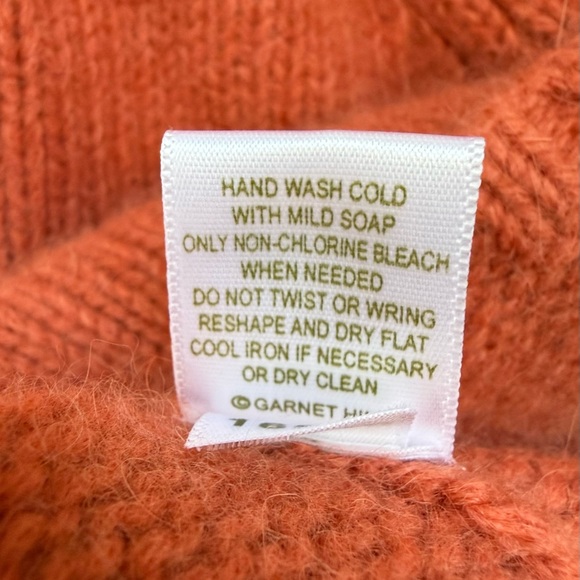 HAND WASH COLD
WITH MILD SOAP
ONLY NON-CHLORINE BLEACH
WHEN NEEDED
DO NOT TWIST OR WRING
RESHAPE AND DRY FLAT
COOL IRON IF NECESSARY
OR DRY CLEAN
© GARNET